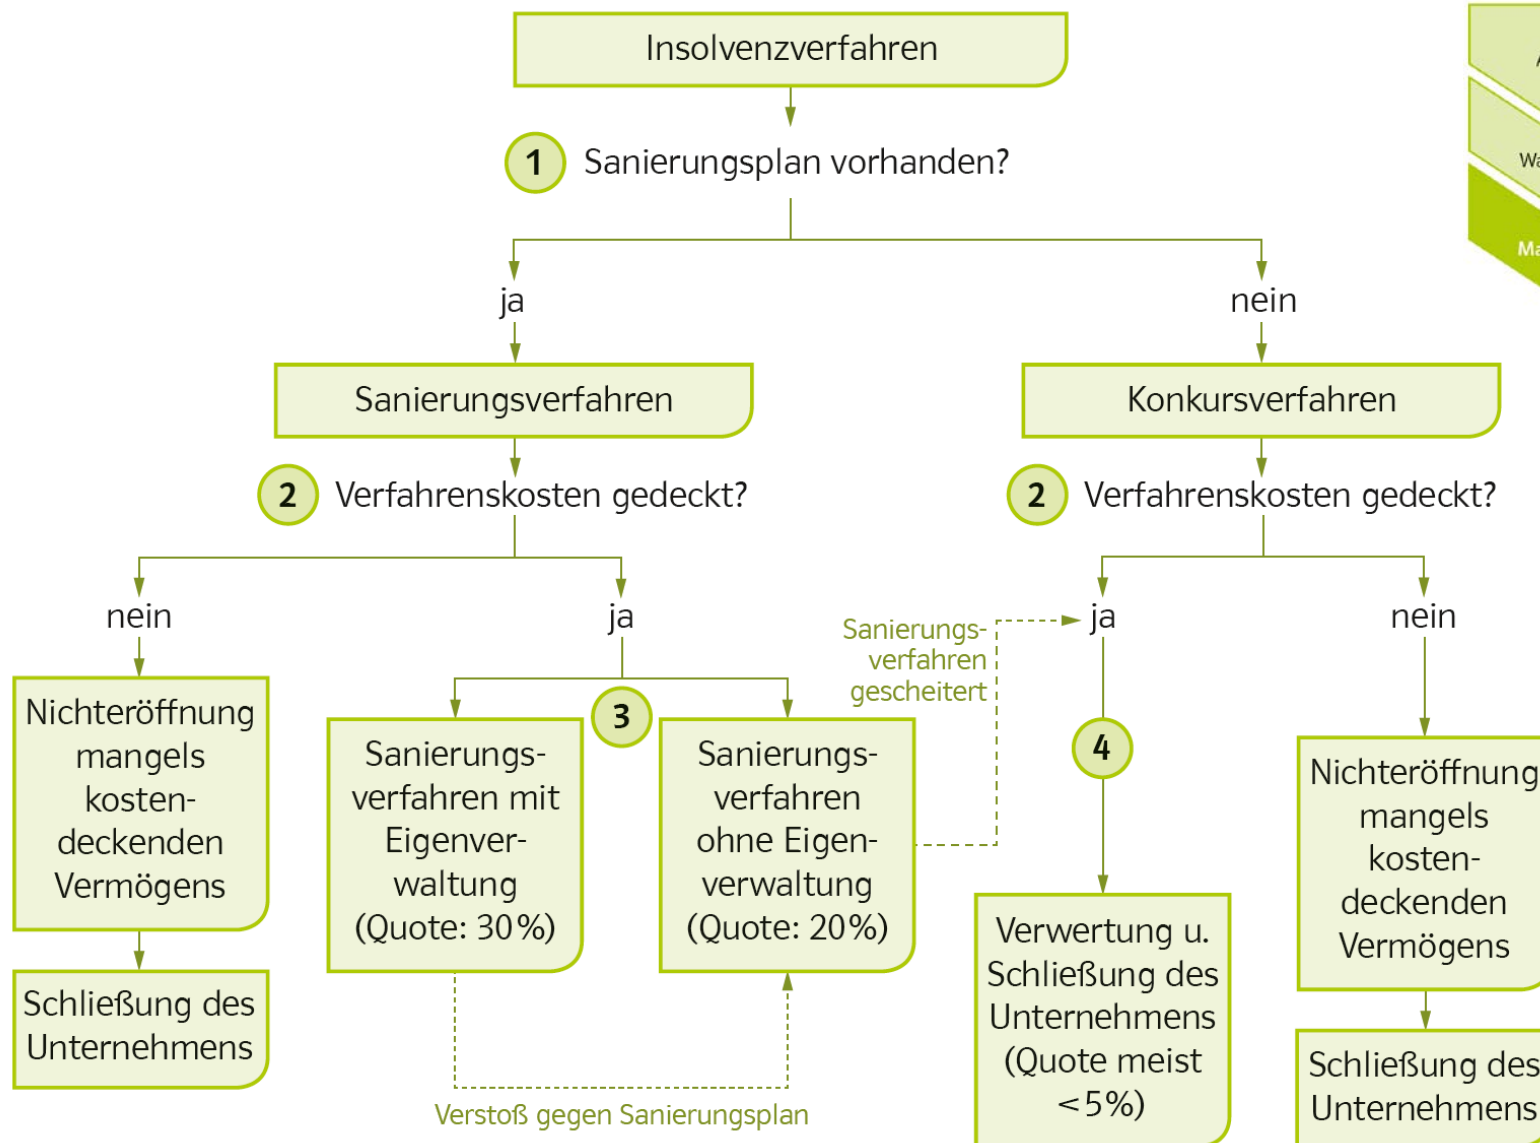 Insolvenzverfahren
1 Sanierungsplan vorhanden?
ja
nein
Sanierungsverfahren
Konkursverfahren
2 Verfahrenskosten gedeckt?
2 Verfahrenskosten gedeckt?
nein
ja
Sanierungs-
verfahren
gescheitert
ja
nein
Nichteröffnung
mangels
kosten-
deckenden
Vermögens
3
Sanierungs-
verfahren mit
Eigenver-
waltung
(Quote: 30%)
Sanierungs-
verfahren
ohne Eigen-
verwaltung
(Quote: 20%)
4
Nichteröffnung
mangels
kosten-
deckenden
Vermögens
Schließung des
Unternehmens
Verwertung u.
Schließung des
Unternehmens
(Quote meist
<5%)
Schließung des
Unternehmens
Verstoß gegen Sanierungsplan